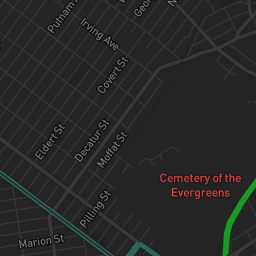 Putnam
Irving Ave
Geor
Covert St
Eldert St
Decatur St
Moffat St
Cemetery of the
Evergreens
Pilling St
Marion St